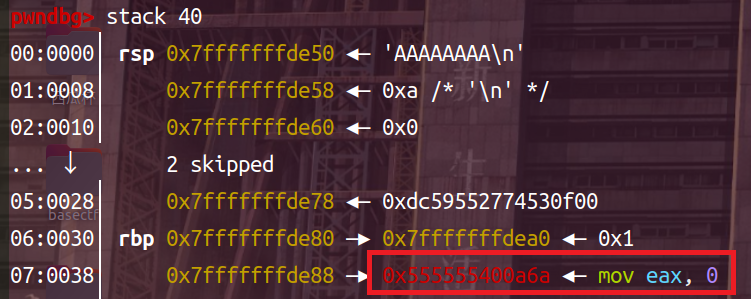 pwndbg> stack 40
00:0000│ rsp 0x7fffffffde50 ◂— 'AAAAAAAA\n'
01:0008│ 0x7fffffffde58 ◂— 0xa /* '\n' */
02:0010│ 0x7fffffffde60 ◂— 0x0
... ↓ 2 skipped
05:0028│ 0x7fffffffde78 ◂— 0xdc59552774530f00
basectf
06:0030│ rbp 0x7fffffffde80 —▸ 0x7fffffffdea0 ◂— 0x1
07:0038│ 0x7fffffffde88 —▸ 0x555555400a6a ◂— mov eax, 0